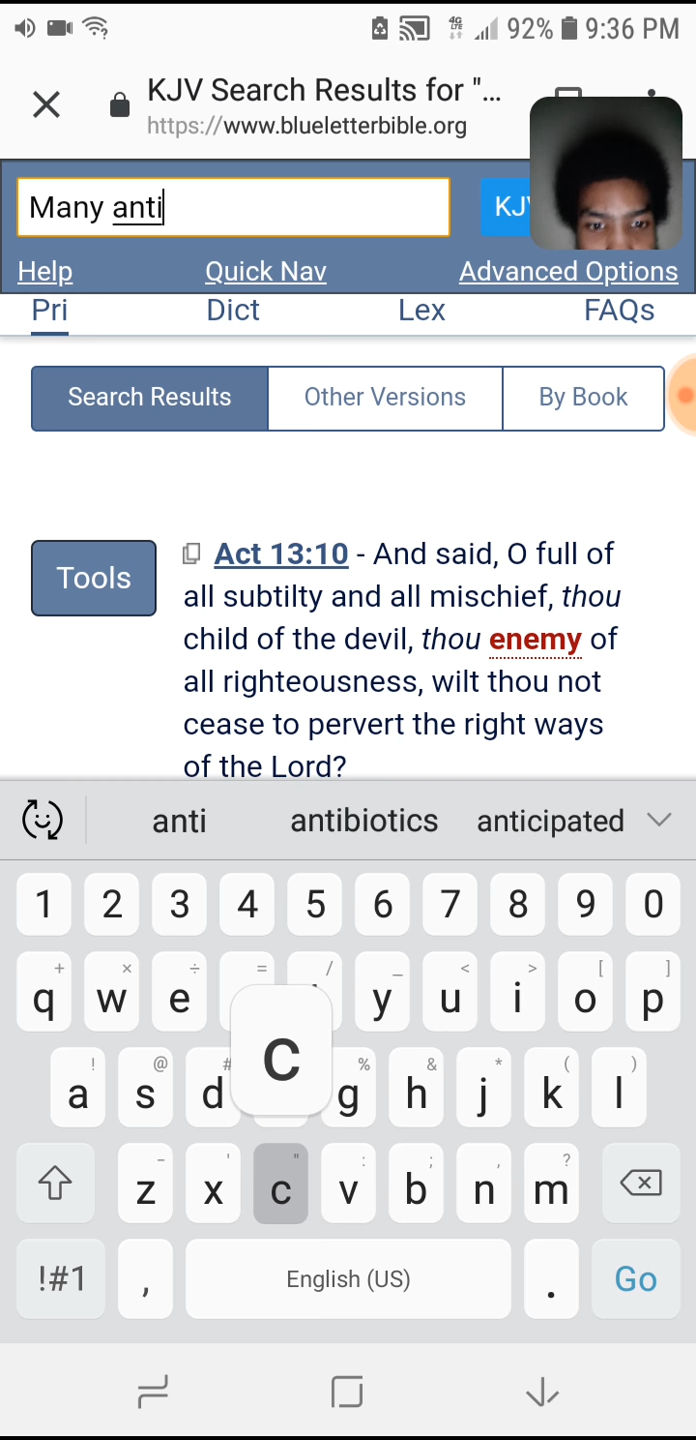 4G LTE 92% 9:36 PM
KJV Search Results for "...
https://www.blueletterbible.org
Many anti
Help Quick Nav Advanced Options
Pri Dict Lex FAQs
Search Results Other Versions By Book
Tools
Act 13:10 - And said, O full of
all subtilty and all mischief, thou
child of the devil, thou enemy of
all righteousness, wilt thou not
cease to pervert the right ways
of the Lord?
anti antibiotics anticipated
1 2 3 4 5 6 7 8 9 0
+ × ÷ = / _ < > [ ]
q w e y u i o p
! @ # % & * ( )
a s d c g h j k l
- ' " : ; , ?
z x c v b n m
!#1 , English (US) . Go